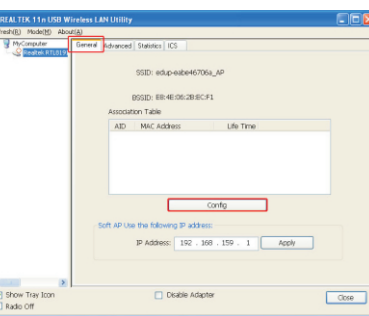 REALTEK 11n USB Wireless LAN Utility
fresh(R) Mode(M) About(A)
MyComputer
Realtek RTL819
General Advanced Statistics ICS
SSID: edup-eabe46706a_AP
BSSID: E8:4E:06:2B:EC:F1
Association Table
AID MAC Address Life Time
Config
Soft AP Use the following IP address:
IP Address: 192 . 168 . 159 . 1 Apply
Show Tray Icon
Radio Off
Disable Adapter
Close